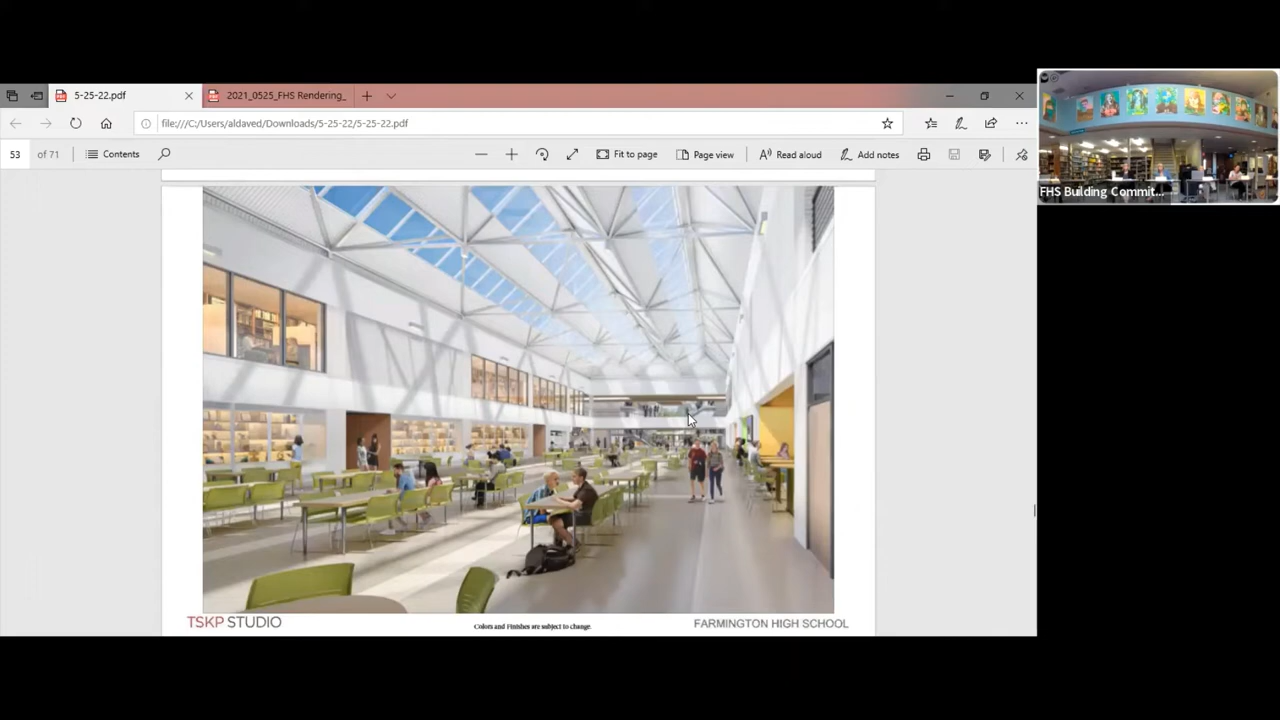 5-25-22.pdf
2021_0525_FHS Rendering_
file:///C:/Users/aldaved/Downloads/5-25-22/5-25-22.pdf
53 of 71
Contents
Fit to page
Page view
Read aloud
Add notes
FHS Building Commit...
TSKP STUDIO
Colors and Finishes are subject to change.
FARMINGTON HIGH SCHOOL